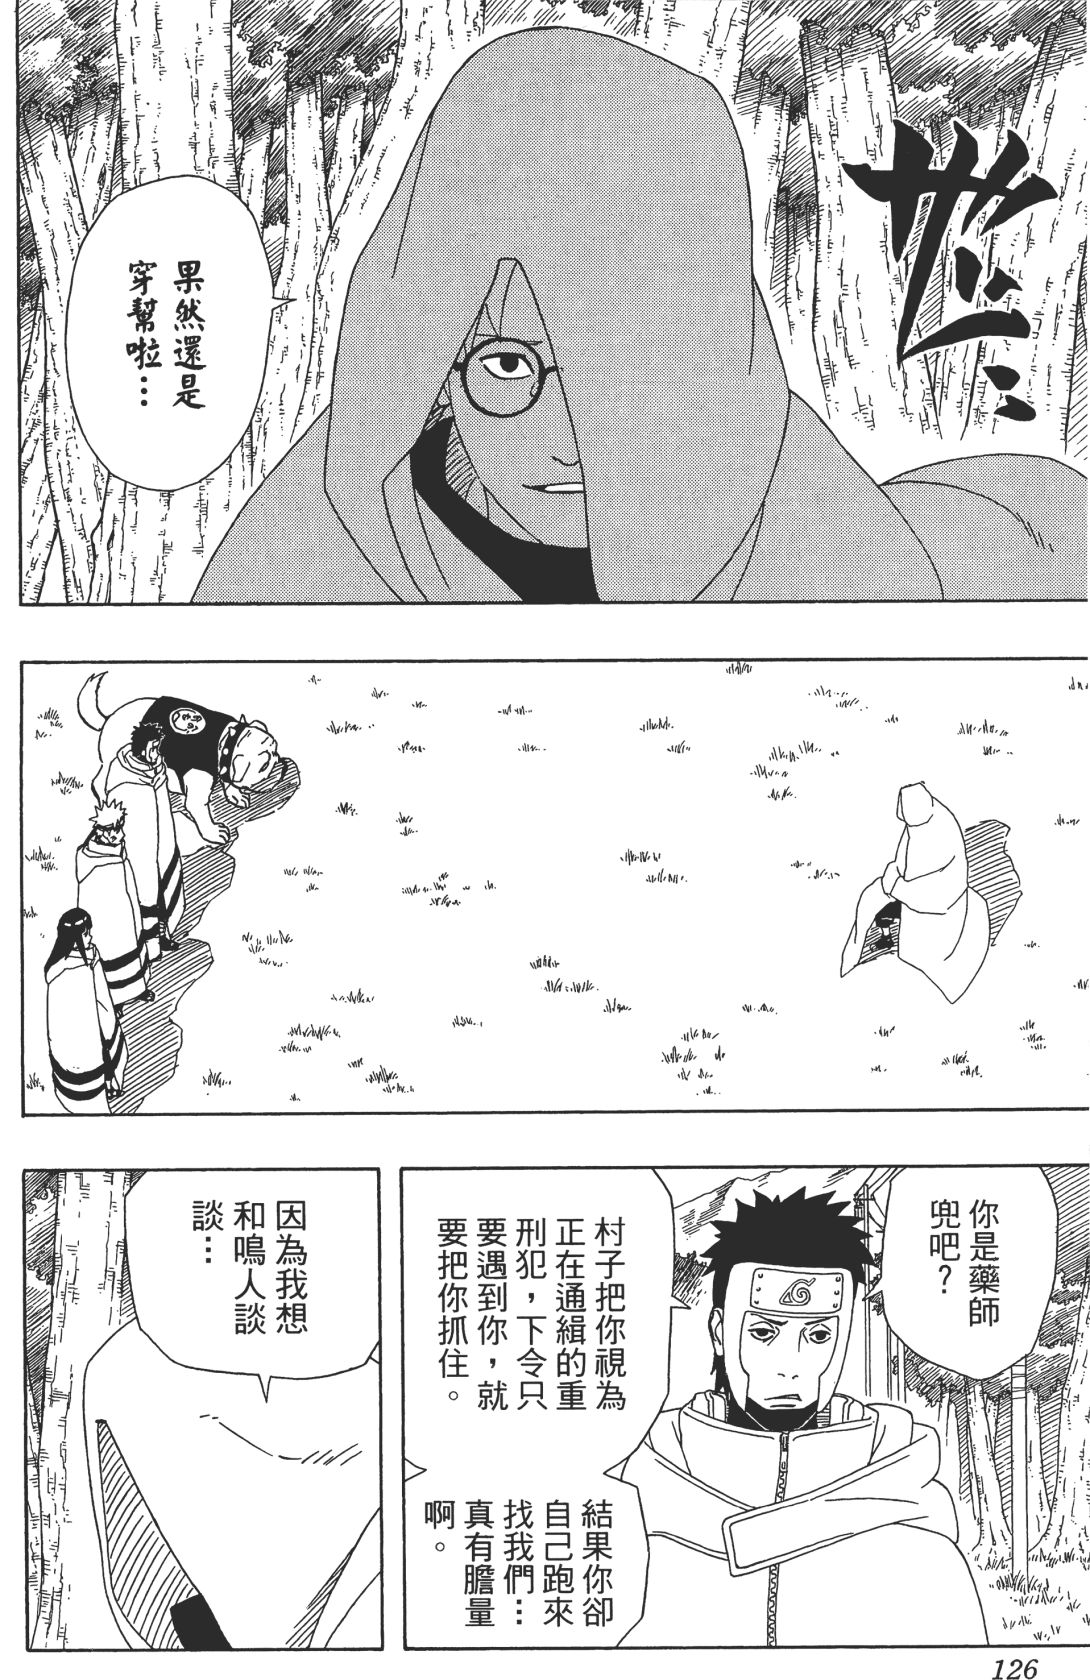 ザッ…
果然還是
穿幫啦…
你是藥師
兜吧？
村子把你視為
正在通緝的重
刑犯，下令只
要遇到你，就
要把你抓住。
結果你卻
自己跑來
找我們…
真有膽量
啊。
因為我想
和鳴人談
談…
126